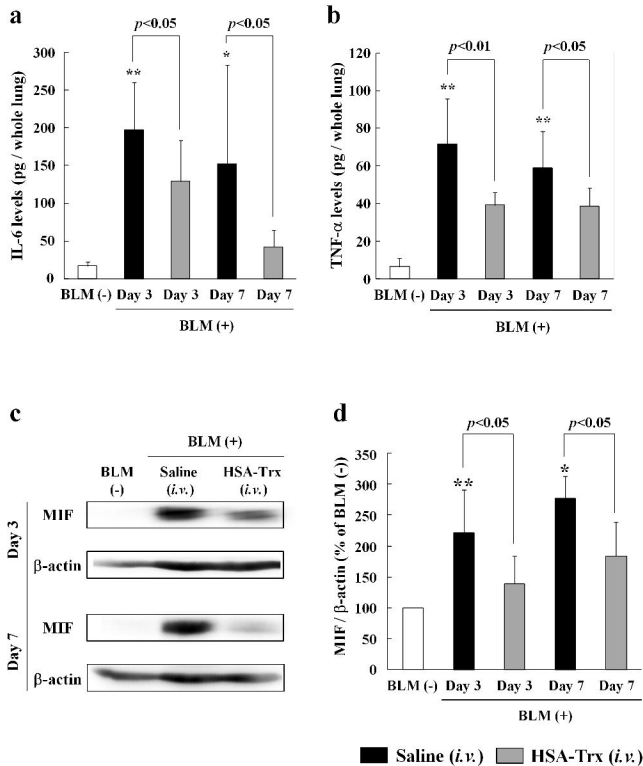 a
p<0.05
p<0.05
IL-6 levels (pg / whole lung)
300
250
200
150
100
50
0
**
*
BLM (-)
Day 3
Day 3
Day 7
Day 7
BLM (+)
b
p<0.01
p<0.05
TNF-α levels (pg / whole lung)
120
100
80
60
40
20
0
**
**
BLM (-)
Day 3
Day 3
Day 7
Day 7
BLM (+)
c
BLM (+)
BLM (-)
Saline (i.v.)
HSA-Trx (i.v.)
Day 3
MIF
β-actin
Day 7
MIF
β-actin
d
p<0.05
p<0.05
MIF / β-actin (% of BLM (-))
350
300
250
200
150
100
50
0
**
*
BLM (-)
Day 3
Day 3
Day 7
Day 7
BLM (+)
Saline (i.v.)
HSA-Trx (i.v.)